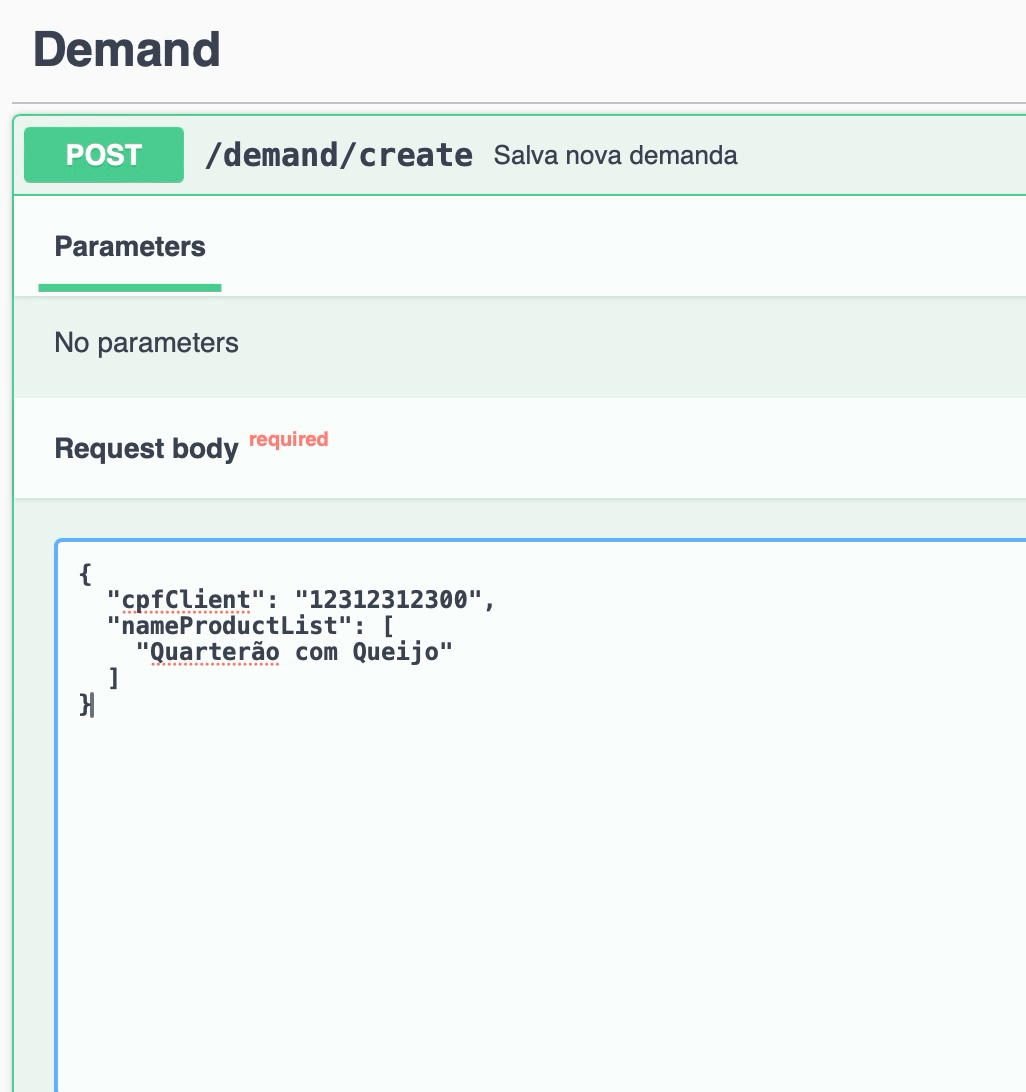 Demand
POST /demand/create Salva nova demanda
Parameters
No parameters
Request body required
{
  "cpfClient": "12312312300",
  "nameProductList": [
    "Quarterão com Queijo"
  ]
}